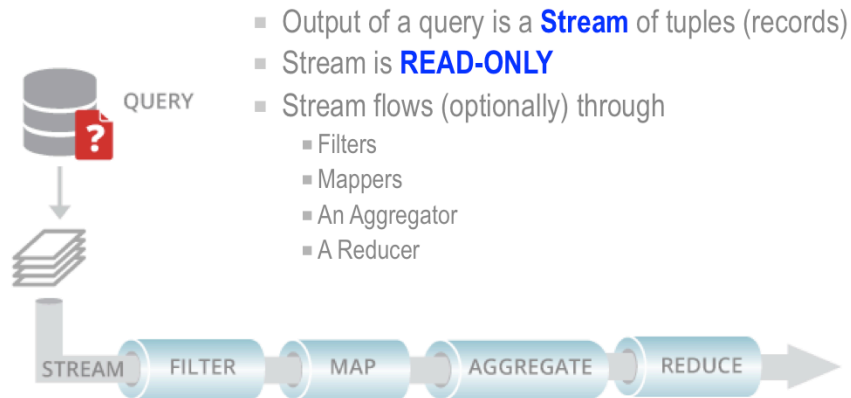 Output of a query is a Stream of tuples (records)
Stream is READ-ONLY
QUERY
?
Stream flows (optionally) through
Filters
Mappers
An Aggregator
A Reducer
STREAM FILTER MAP AGGREGATE REDUCE